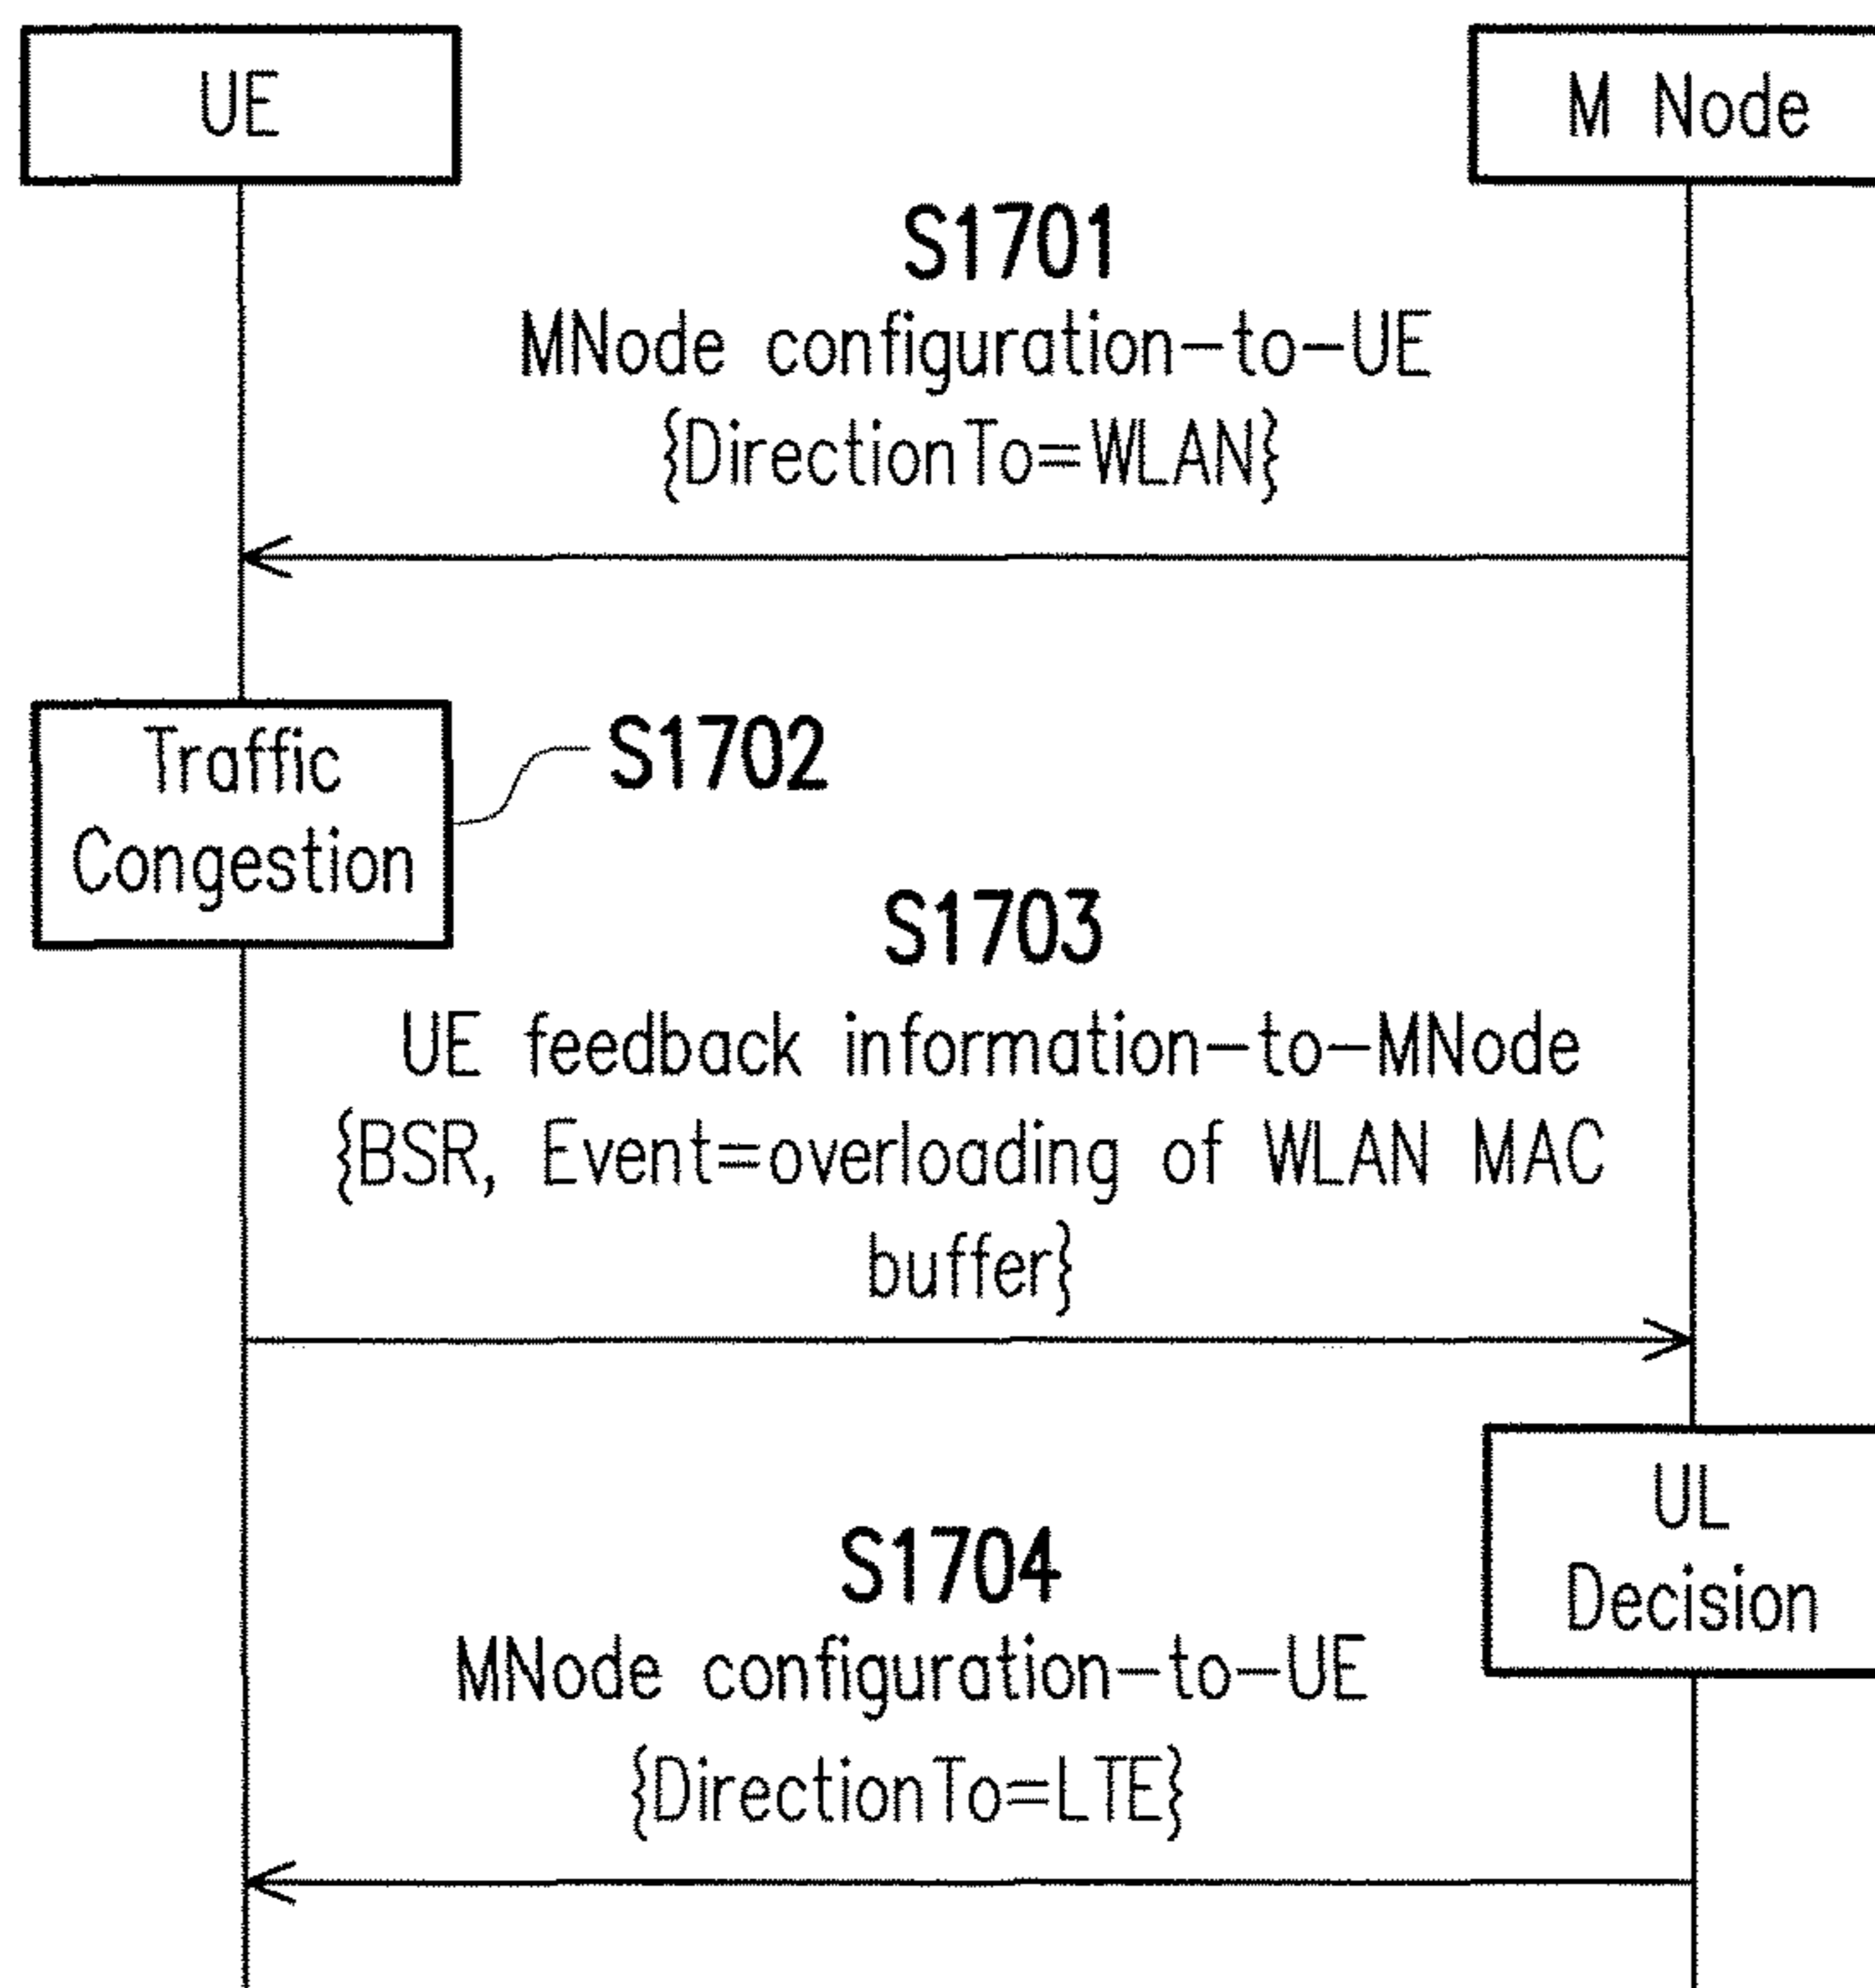 UE
M Node
S1701
MNode configuration-to-UE
{DirectionTo=WLAN}
Traffic
Congestion
S1702
S1703
UE feedback information-to-MNode
{BSR, Event=overloading of WLAN MAC
buffer}
UL
Decision
S1704
MNode configuration-to-UE
{DirectionTo=LTE}